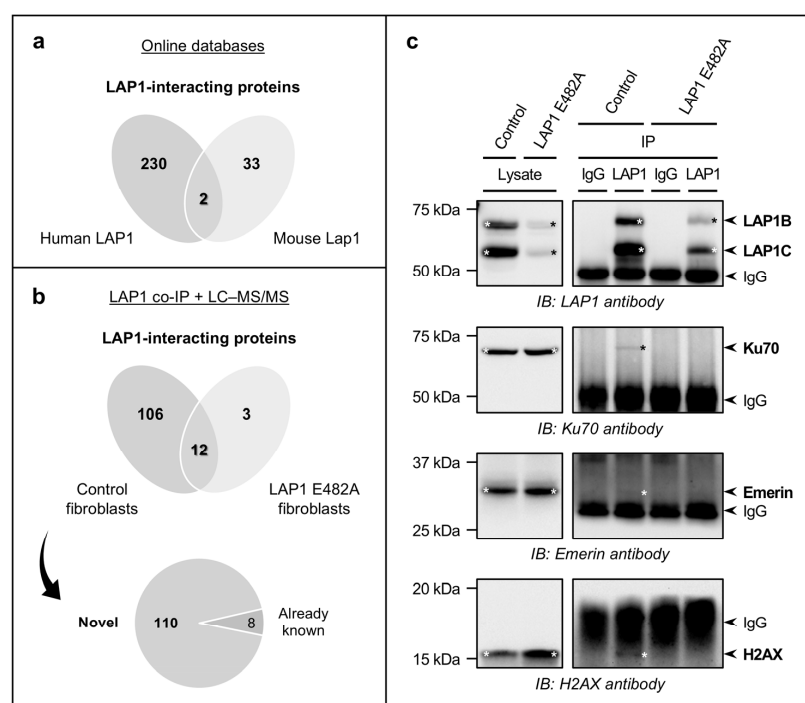 a
Online databases
LAP1-interacting proteins
230
33
2
Human LAP1
Mouse Lap1
b
LAP1 co-IP + LC–MS/MS
LAP1-interacting proteins
106
3
12
Control
fibroblasts
LAP1 E482A
fibroblasts
Novel
110
8
Already
known
c
Control
LAP1 E482A
Control
LAP1 E482A
IP
Lysate
IgG LAP1 IgG LAP1
75 kDa
LAP1B
LAP1C
50 kDa
IgG
IB: LAP1 antibody
75 kDa
Ku70
50 kDa
IgG
IB: Ku70 antibody
37 kDa
Emerin
IgG
25 kDa
IB: Emerin antibody
20 kDa
IgG
15 kDa
H2AX
IB: H2AX antibody